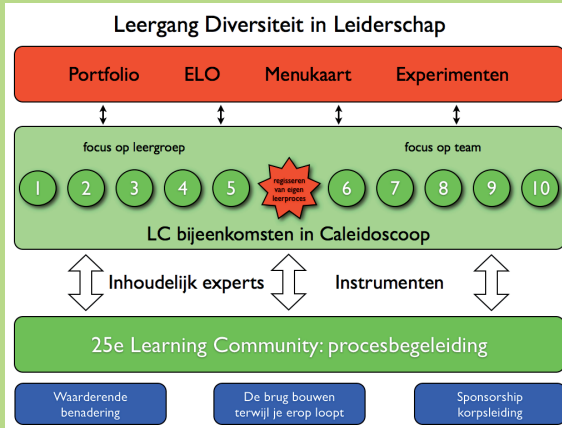 Leergang Diversiteit in Leiderschap
Portfolio ELO Menukaart Experimenten
focus op leergroep focus op team
1 2 3 4 5
regisseren
van eigen
leerproces
6 7 8 9 10
LC bijeenkomsten in Caleidoscoop
Inhoudelijk experts Instrumenten
25e Learning Community: procesbegeleiding
Waarderende
benadering
De brug bouwen
terwijl je erop loopt
Sponsorship
korpsleiding